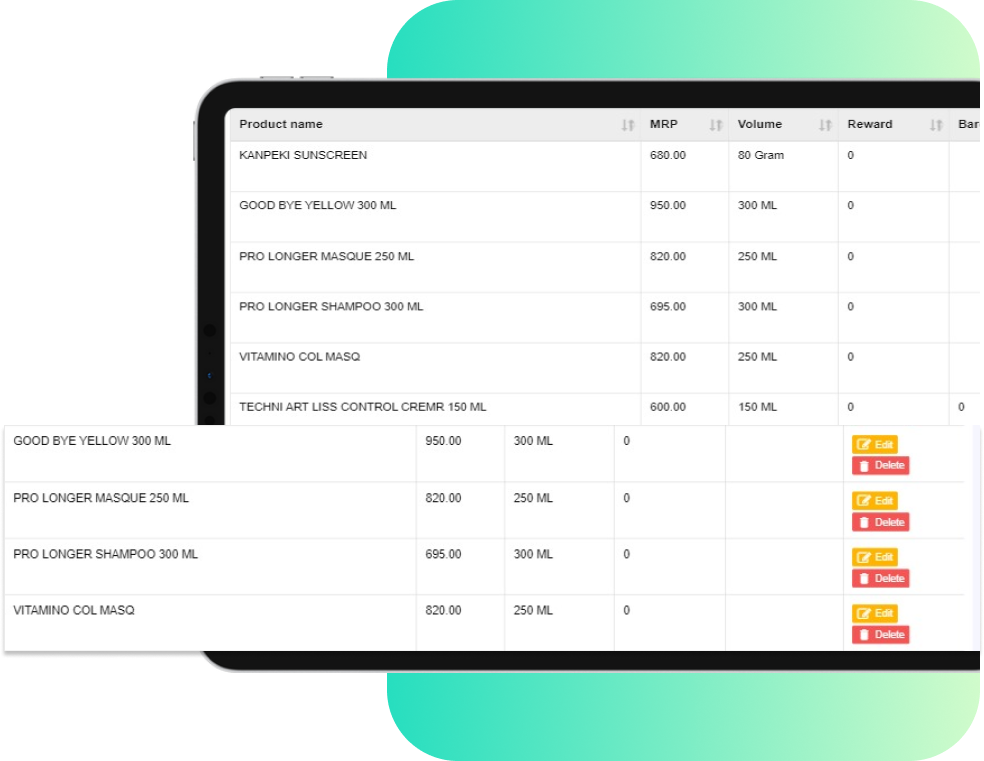 Product name MRP Volume Reward Bar
KANPEKI SUNSCREEN 680.00 80 Gram 0
GOOD BYE YELLOW 300 ML 950.00 300 ML 0
PRO LONGER MASQUE 250 ML 820.00 250 ML 0
PRO LONGER SHAMPOO 300 ML 695.00 300 ML 0
VITAMINO COL MASQ 820.00 250 ML 0
TECHNI ART LISS CONTROL CREMR 150 ML 600.00 150 ML 0 0
GOOD BYE YELLOW 300 ML 950.00 300 ML 0 Edit
Delete
PRO LONGER MASQUE 250 ML 820.00 250 ML 0 Edit
Delete
PRO LONGER SHAMPOO 300 ML 695.00 300 ML 0 Edit
Delete
VITAMINO COL MASQ 820.00 250 ML 0 Edit
Delete